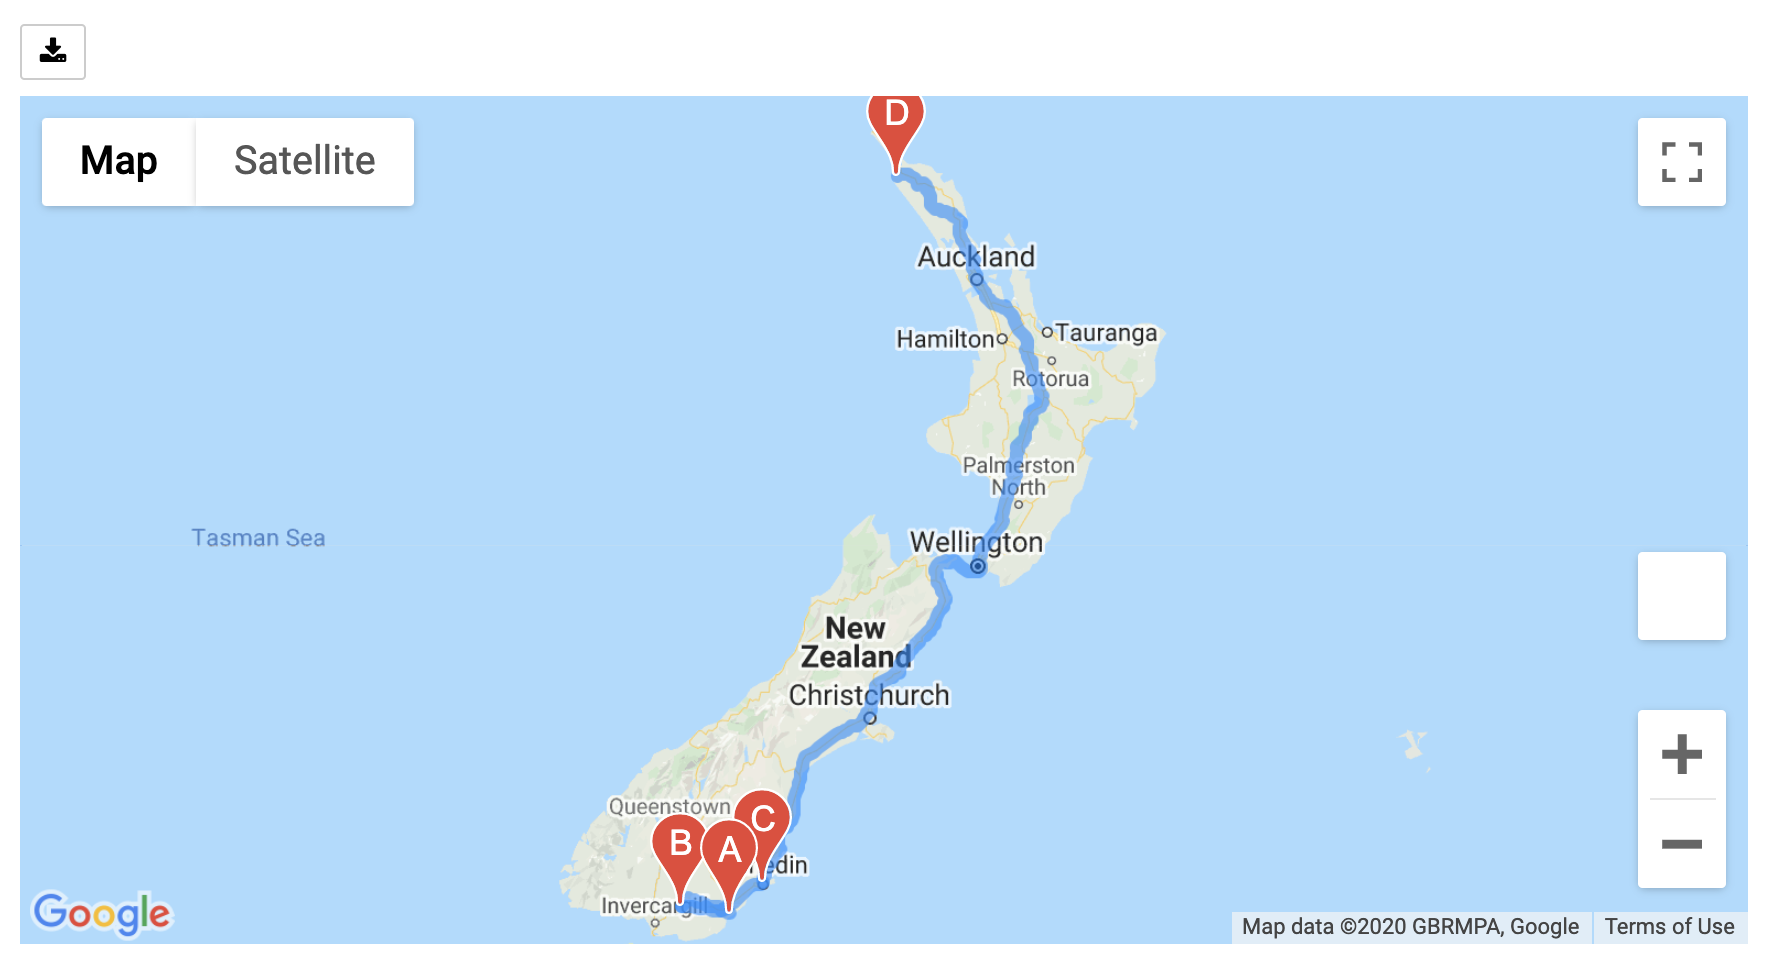 Map
Satellite
D
Auckland
Hamilton
Tauranga
Rotorua
Palmerston
North
Tasman Sea
Wellington
New
Zealand
Christchurch
Queenstown
C
B
A
edin
Invercargill
Google
Map data ©2020 GBRMPA, Google
Terms of Use